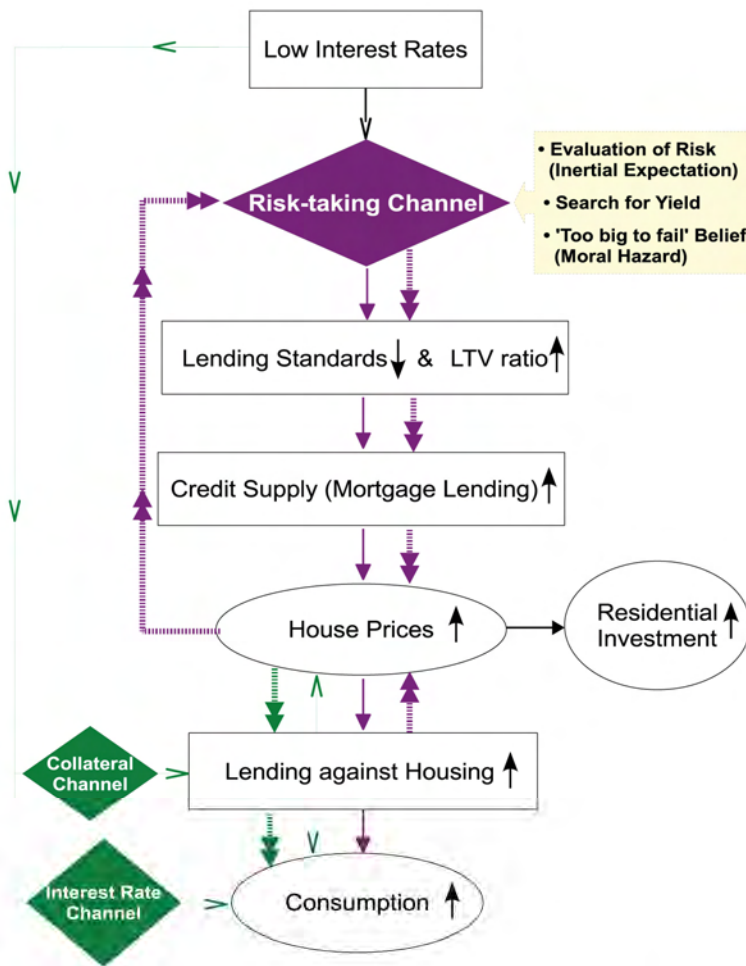 Low Interest Rates
Risk-taking Channel
• Evaluation of Risk
(Inertial Expectation)
• Search for Yield
• 'Too big to fail' Belief
(Moral Hazard)
Lending Standards↓ & LTV ratio↑
Credit Supply (Mortgage Lending)↑
House Prices ↑
Residential
Investment ↑
Collateral
Channel
Lending against Housing ↑
Interest Rate
Channel
Consumption ↑